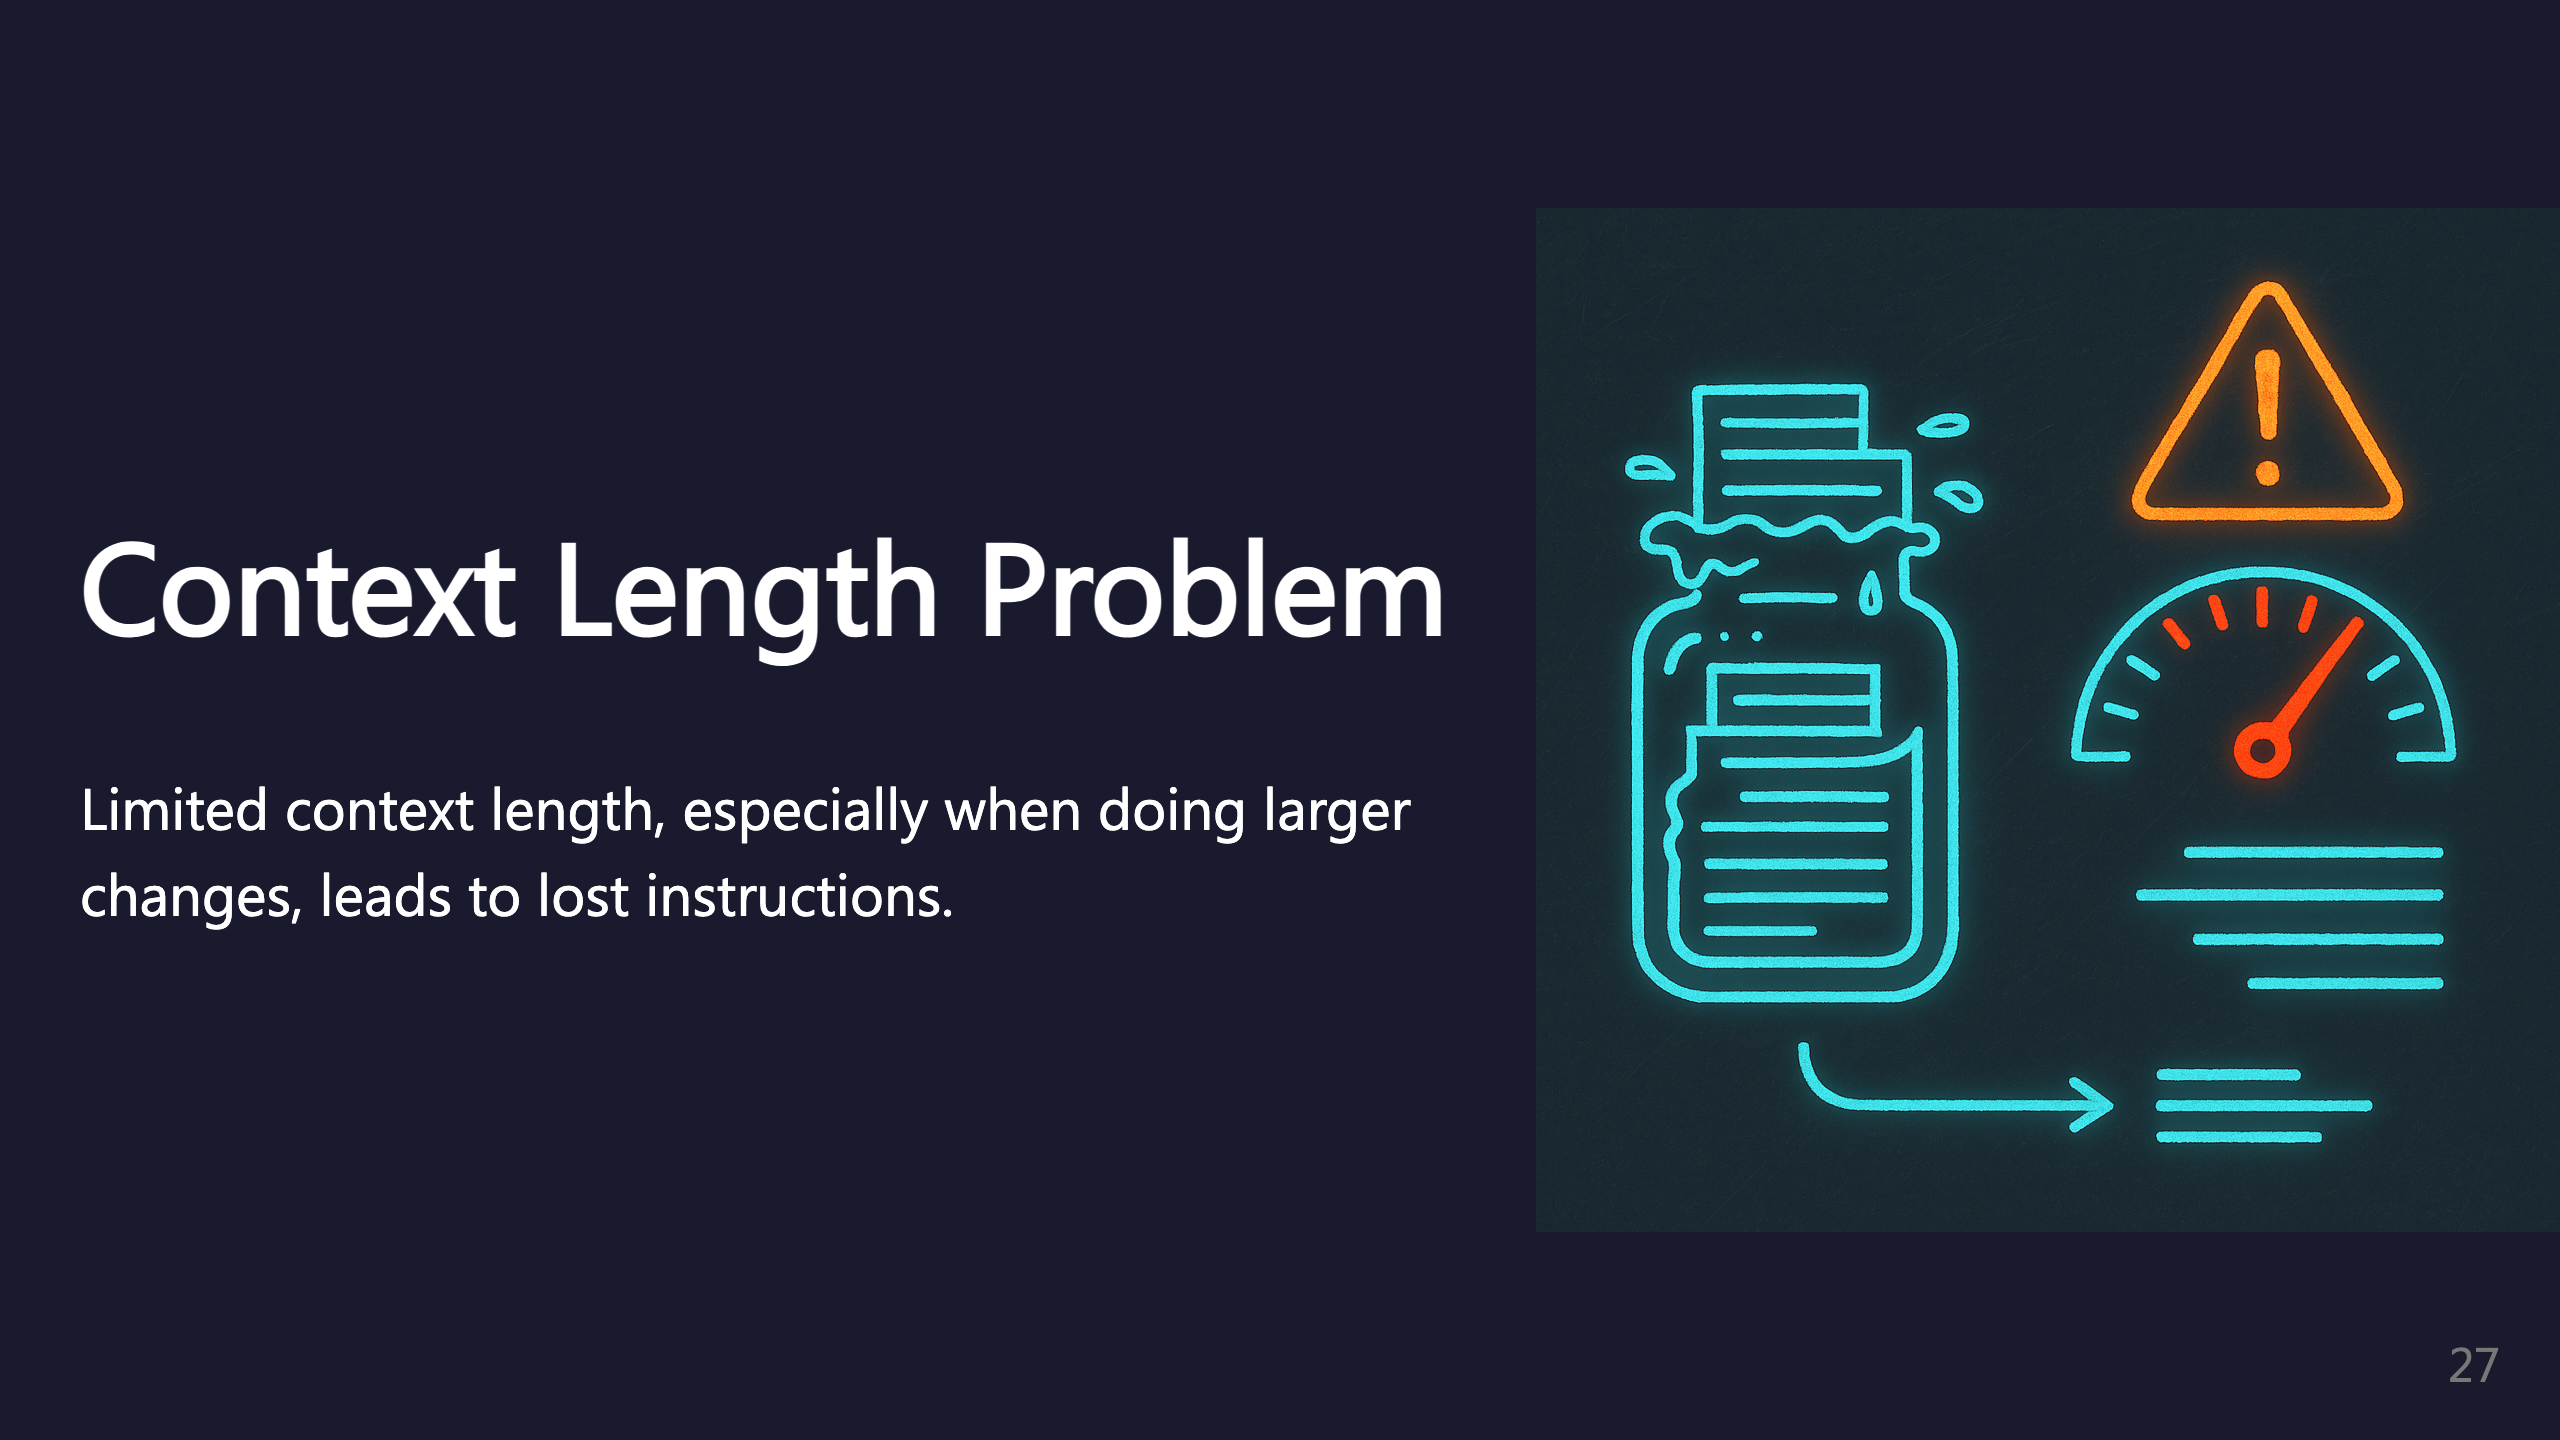 Context Length Problem
Limited context length, especially when doing larger
changes, leads to lost instructions.
27